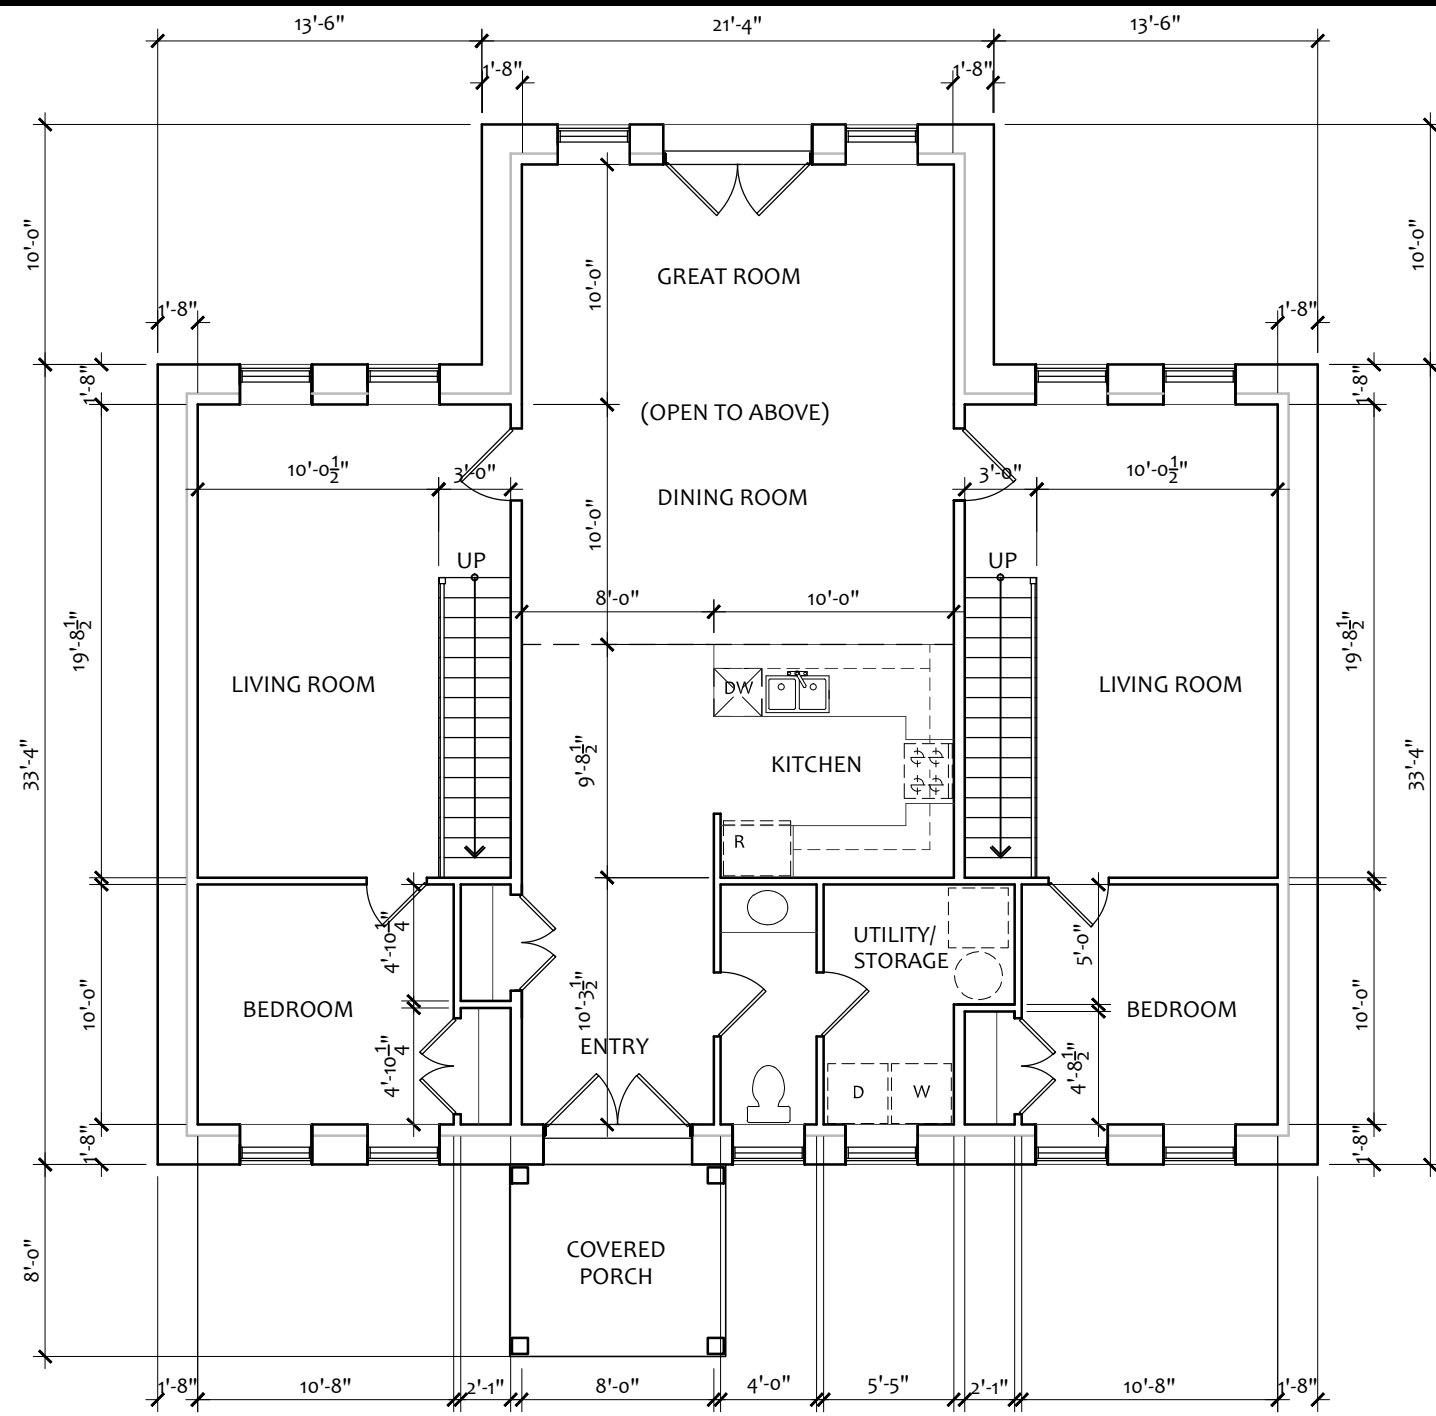 13'-6"
21'-4"
13'-6"
1'-8"
1'-8"
10'-0"
10'-0"
GREAT ROOM
10'-0"
1'-8"
1'-8"
1'-8"
1'-8"
(OPEN TO ABOVE)
10'-0½"
3'-0"
DINING ROOM
10'-0"
3'-0"
10'-0½"
UP
UP
8'-0"
10'-0"
19'-8½"
19'-8½"
LIVING ROOM
DW
LIVING ROOM
33'-4"
9'-8½"
KITCHEN
33'-4"
R
4'-10¼"
UTILITY/
STORAGE
5'-0"
10'-0"
BEDROOM
10'-3½"
BEDROOM
10'-0"
ENTRY
4'-10¼"
D
W
4'-8½"
1'-8"
1'-8"
8'-0"
COVERED
PORCH
1'-8"
10'-8"
2'-1"
8'-0"
4'-0"
5'-5"
2'-1"
10'-8"
1'-8"